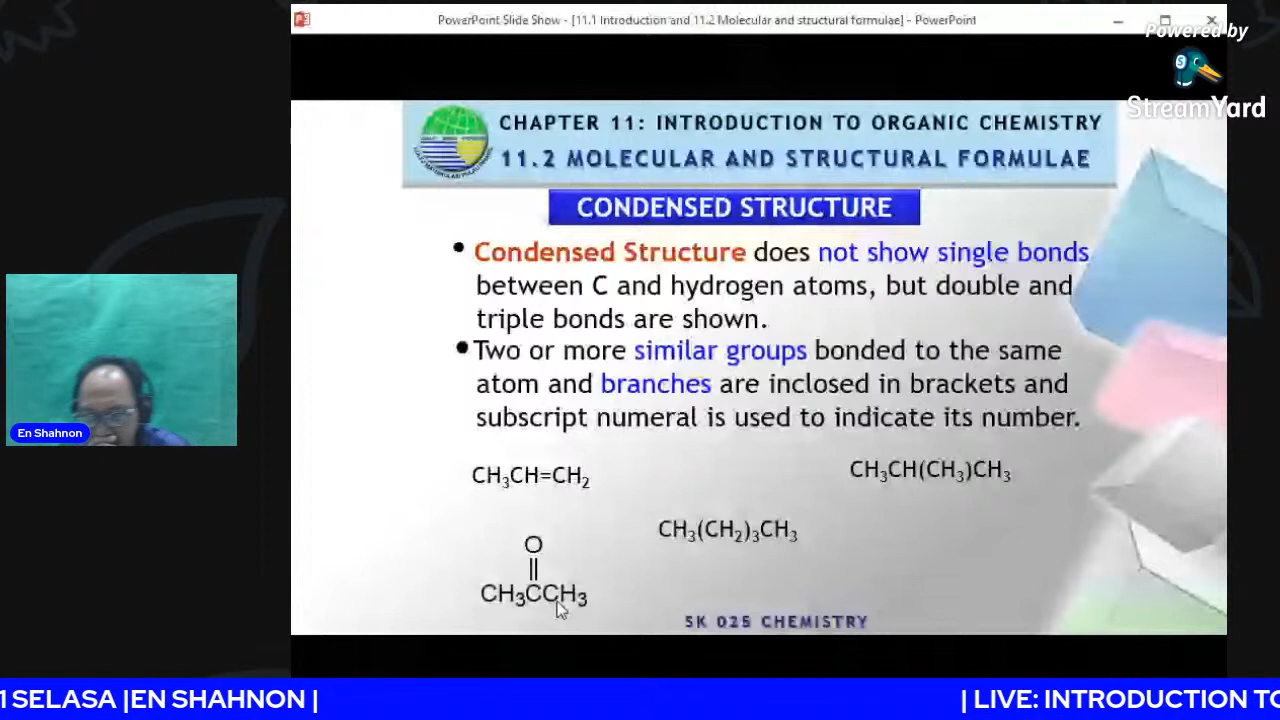 PowerPoint Slide Show - [11.1 Introduction and 11.2 Molecular and structural formulae] - PowerPoint
Powered by
StreamYard
CHAPTER 11: INTRODUCTION TO ORGANIC CHEMISTRY
11.2 MOLECULAR AND STRUCTURAL FORMULAE
CONDENSED STRUCTURE
• Condensed Structure does not show single bonds
between C and hydrogen atoms, but double and
triple bonds are shown.
• Two or more similar groups bonded to the same
atom and branches are inclosed in brackets and
subscript numeral is used to indicate its number.
CH₃CH=CH₂
CH₃CH(CH₃)CH₃
CH₃(CH₂)₃CH₃
O
||
CH₃CCH₃
SK 025 CHEMISTRY
En Shahnon
1 SELASA |EN SHAHNON |
| LIVE: INTRODUCTION TO